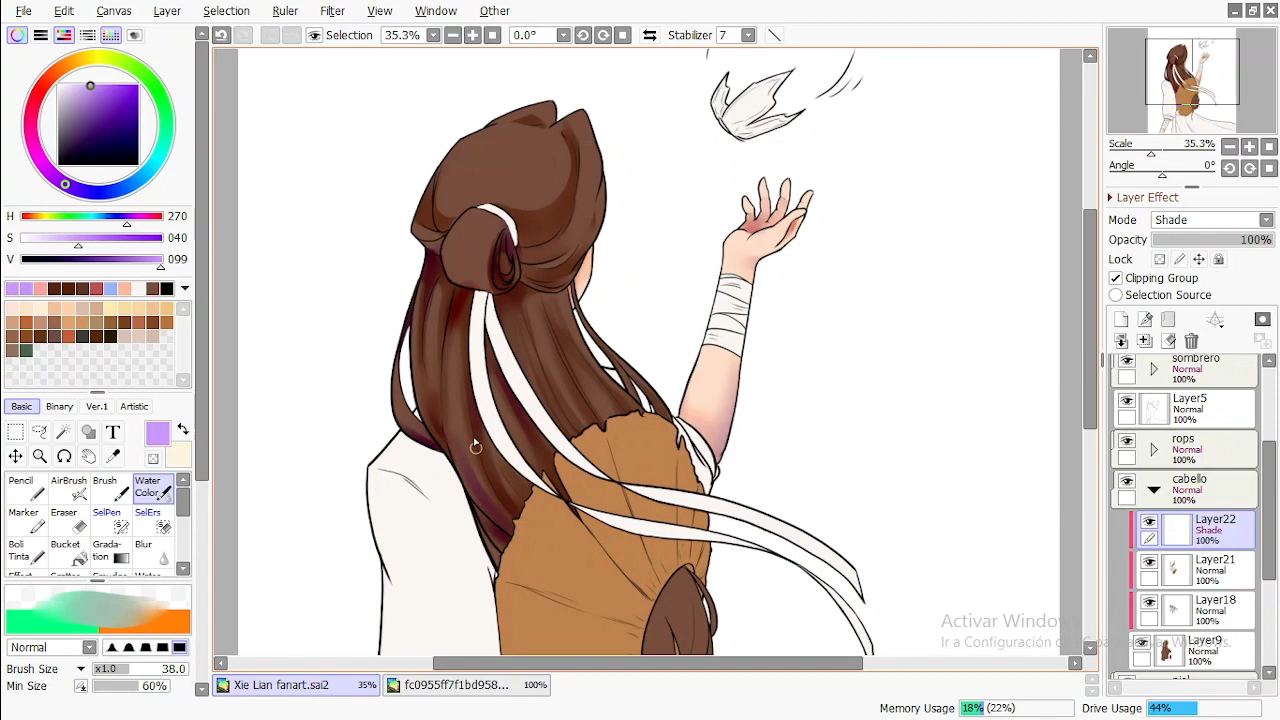 File Edit Canvas Layer Selection Ruler Filter View Window Other
Selection 35.3% 0.0° Stabilizer 7
H 270
S 040
V 099
Basic Binary Ver.1 Artistic
T
Pencil AirBrush Brush Water Color
Marker Eraser SelPen SelErs
Boli Tinta Bucket Gradation Blur
Normal
Brush Size x1.0 38.0
Min Size 60%
Scale 35.3%
Angle 0°
Layer Effect
Mode Shade
Opacity 100%
Lock
Clipping Group
Selection Source
sombrero
Normal
100%
Layer5
Normal
100%
rops
Normal
100%
cabello
Normal
100%
Layer22
Shade
100%
Layer21
Normal
100%
Layer18
Normal
100%
Layer9
Normal
100%
Activar Windows
Xie Lian fanart.sai2 35% fc0955ff7f1bd958... 100%
Memory Usage 18% (22%) Drive Usage 44%